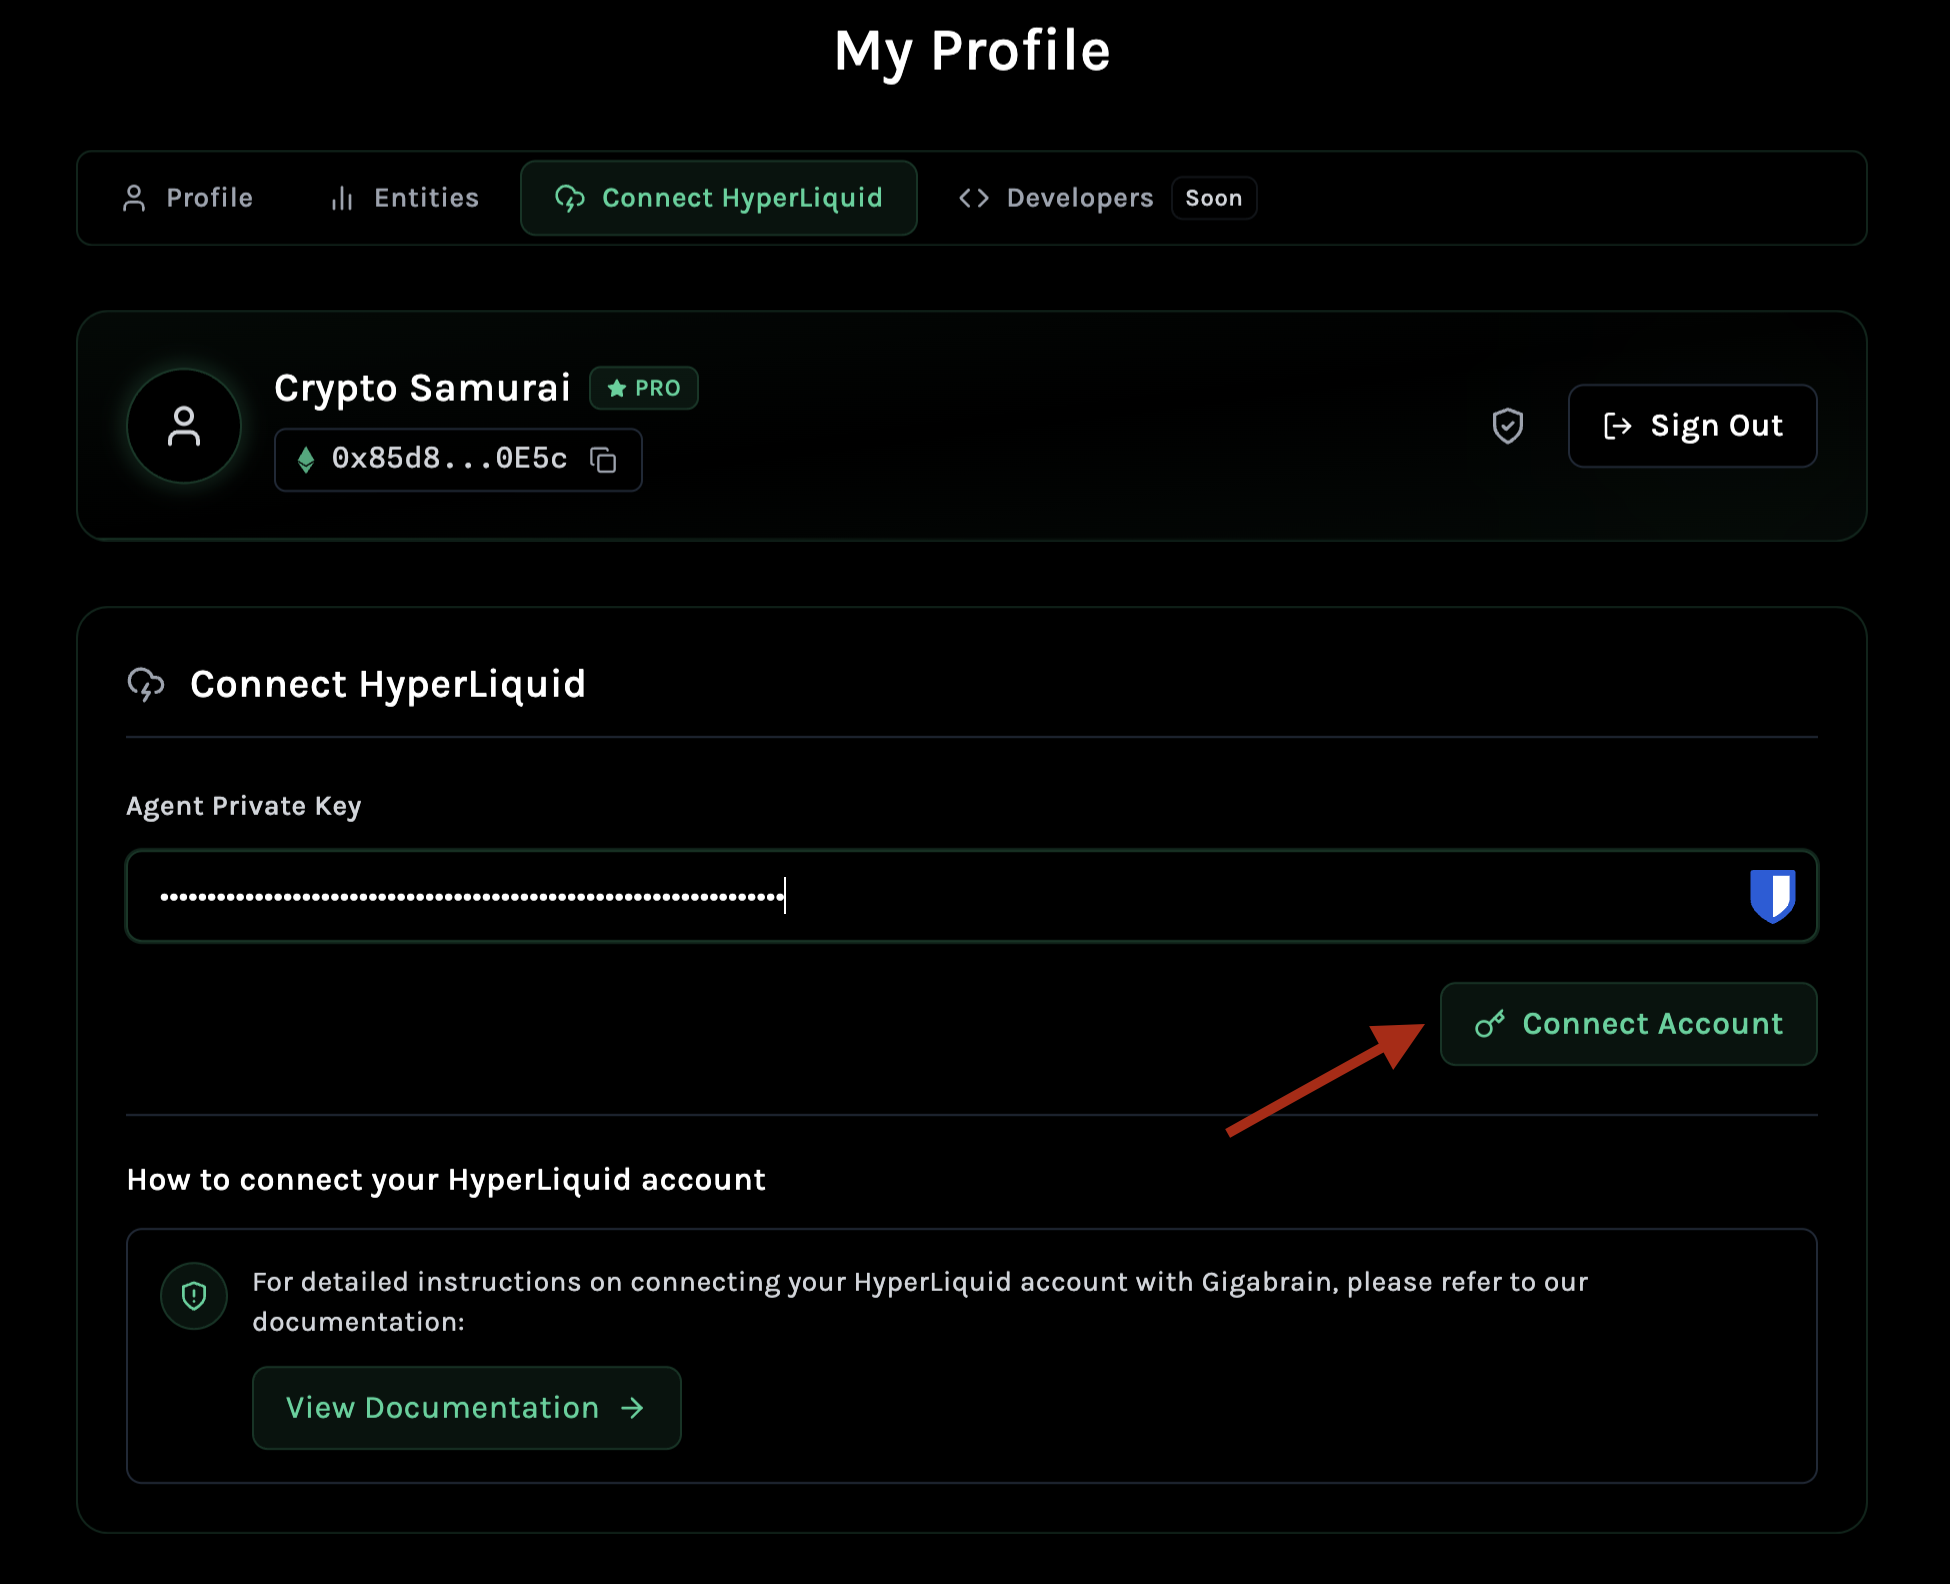 My Profile
Profile
Entities
Connect HyperLiquid
Developers
Soon
Crypto Samurai
PRO
0x85d8...0E5c
Sign Out
Connect HyperLiquid
Agent Private Key
Connect Account
How to connect your HyperLiquid account
For detailed instructions on connecting your HyperLiquid account with Gigabrain, please refer to our
documentation:
View Documentation